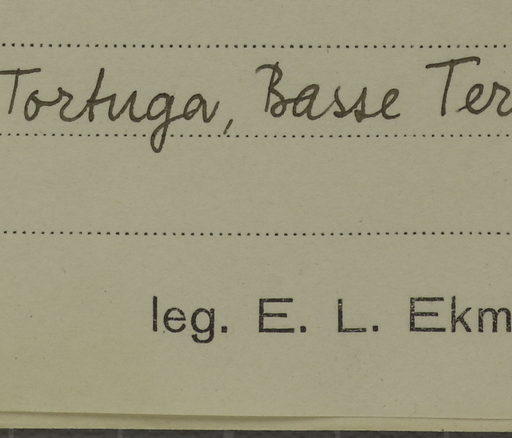 Tortuga, Basse Ter
leg. E. L. Ekm